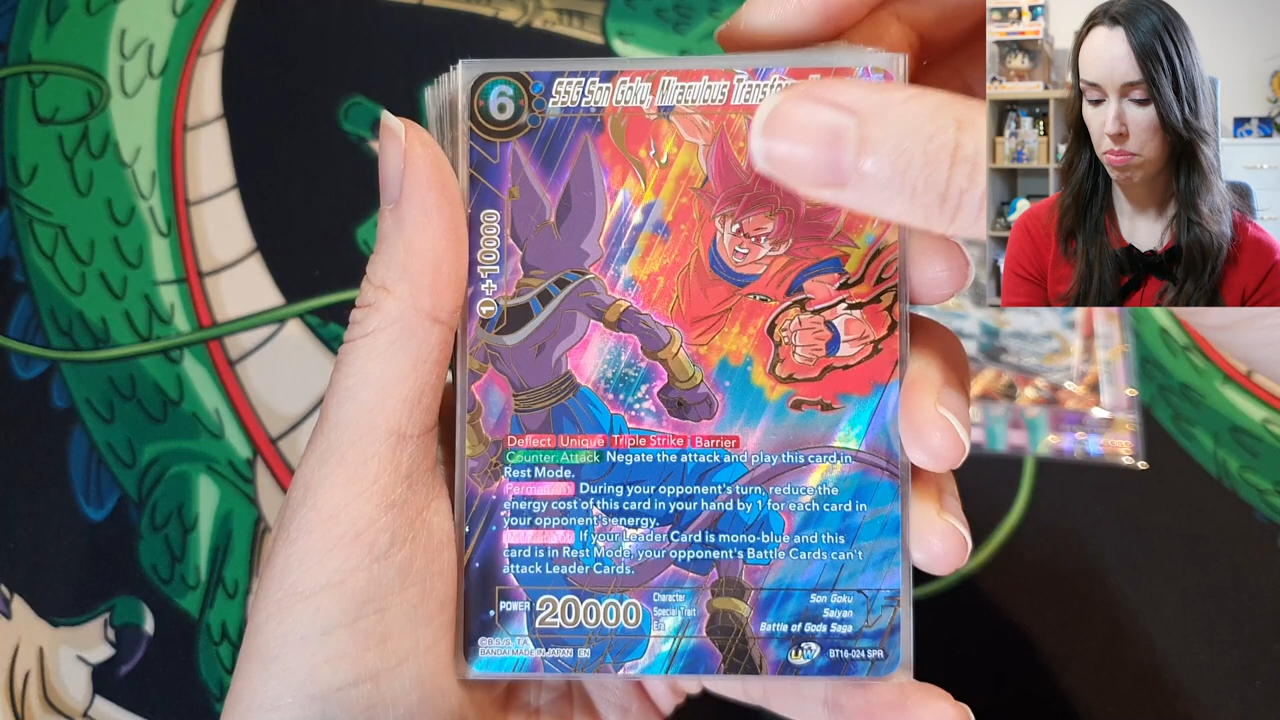 6
SSG Son Goku, Miraculous
1 +10000
Deflect Unique Triple Strike Barrier
Counter: Attack Negate the attack and play this card in
Rest Mode.
Permanent During your opponent's turn, reduce the
energy cost of this card in your hand by 1 for each card in
your opponent's energy.
If your Leader Card is mono-blue and this
card is in Rest Mode, your opponent's Battle Cards can't
attack Leader Cards.
POWER 20000
Character Son Goku
Special Trait Saiyan
Era Battle of Gods Saga
©B.S./S., T.A.
BANDAI MADE IN JAPAN EN
UW BT16-024 SPR